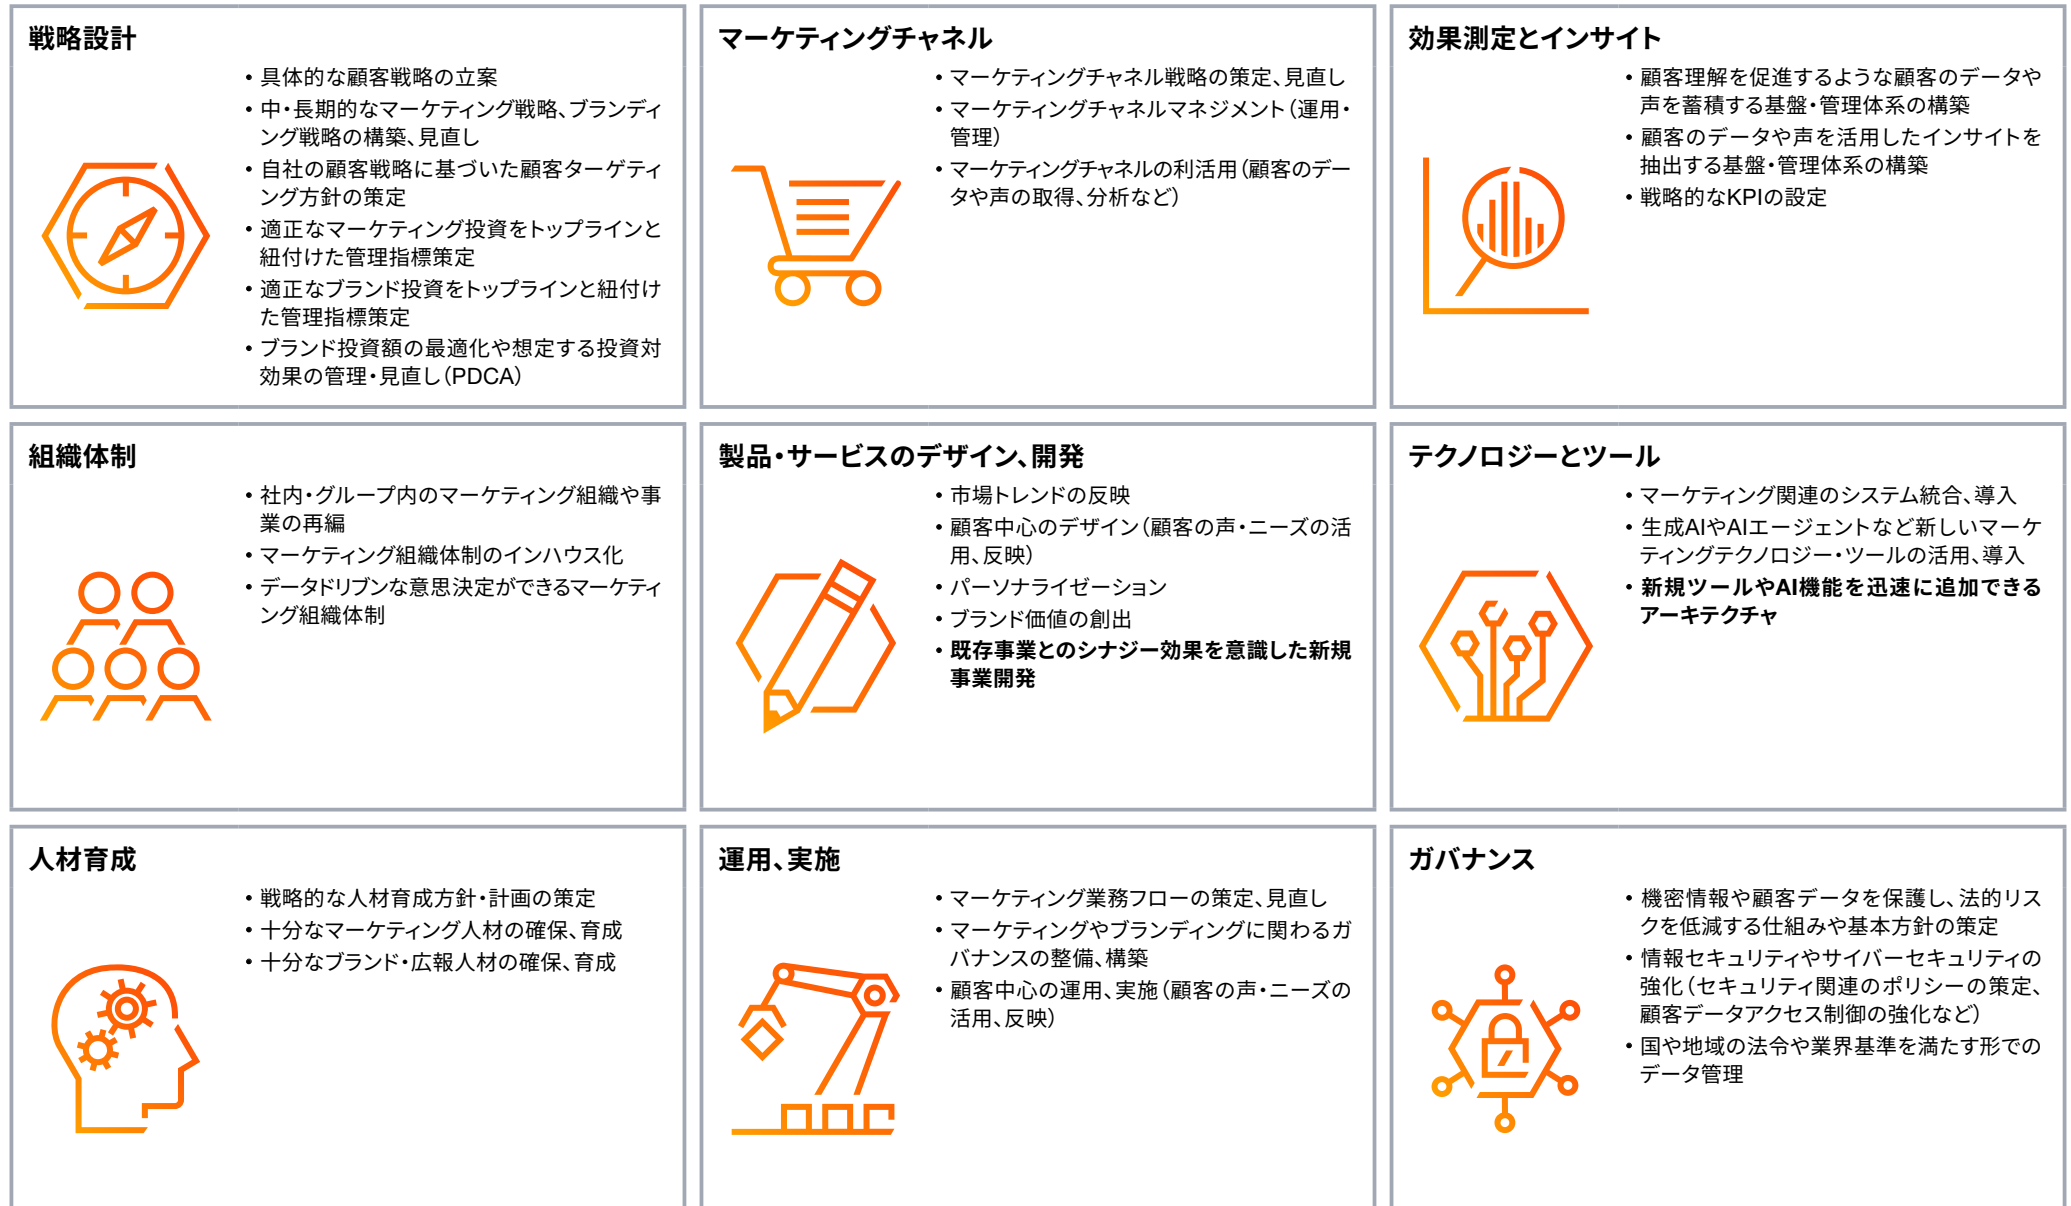 戦略設計
• 具体的な顧客戦略の立案
• 中・長期的なマーケティング戦略、ブランディ
ング戦略の構築、見直し
• 自社の顧客戦略に基づいた顧客ターゲティ
ング方針の策定
• 適正なマーケティング投資をトップラインと
紐付けた管理指標策定
• 適正なブランド投資をトップラインと紐付け
た管理指標策定
• ブランド投資額の最適化や想定する投資対
効果の管理・見直し（PDCA）
マーケティングチャネル
• マーケティングチャネル戦略の策定、見直し
• マーケティングチャネルマネジメント（運用・
管理）
• マーケティングチャネルの利活用（顧客のデー
タや声の取得、分析など）
効果測定とインサイト
• 顧客理解を促進するような顧客のデータや
声を蓄積する基盤・管理体系の構築
• 顧客のデータや声を活用したインサイトを
抽出する基盤・管理体系の構築
• 戦略的なKPIの設定
組織体制
• 社内・グループ内のマーケティング組織や事
業の再編
• マーケティング組織体制のインハウス化
• データドリブンな意思決定ができるマーケティ
ング組織体制
製品・サービスのデザイン、開発
• 市場トレンドの反映
• 顧客中心のデザイン（顧客の声・ニーズの活
用、反映）
• パーソナライゼーション
• ブランド価値の創出
• 既存事業とのシナジー効果を意識した新規
事業開発
テクノロジーとツール
• マーケティング関連のシステム統合、導入
• 生成AIやAIエージェントなど新しいマーケ
ティングテクノロジー・ツールの活用、導入
• 新規ツールやAI機能を迅速に追加できる
アーキテクチャ
人材育成
• 戦略的な人材育成方針・計画の策定
• 十分なマーケティング人材の確保、育成
• 十分なブランド・広報人材の確保、育成
運用、実施
• マーケティング業務フローの策定、見直し
• マーケティングやブランディングに関わるガ
バナンスの整備、構築
• 顧客中心の運用、実施（顧客の声・ニーズの
活用、反映）
ガバナンス
• 機密情報や顧客データを保護し、法的リス
クを低減する仕組みや基本方針の策定
• 情報セキュリティやサイバーセキュリティの
強化（セキュリティ関連のポリシーの策定、
顧客データアクセス制御の強化など）
• 国や地域の法令や業界基準を満たす形での
データ管理